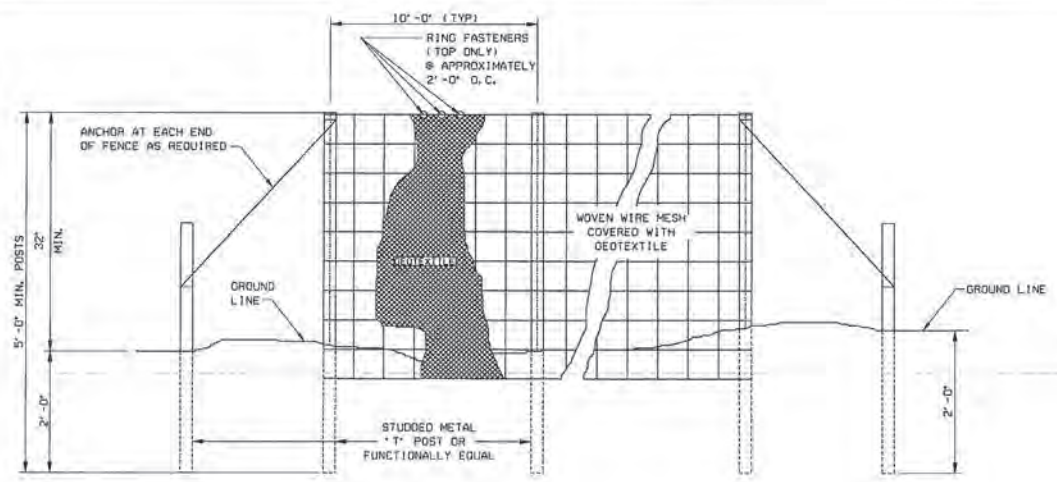 10'-0" (TYP)
RING FASTENERS
(TOP ONLY)
@ APPROXIMATELY
2'-0" O.C.
ANCHOR AT EACH END
OF FENCE AS REQUIRED
5'-0" MIN. POSTS
32"
MIN.
WOVEN WIRE MESH
COVERED WITH
GEOTEXTILE
GEOTEXTILE
GROUND
LINE
GROUND LINE
2'-0"
2'-0"
STUDDED METAL
"T" POST OR
FUNCTIONALLY EQUAL